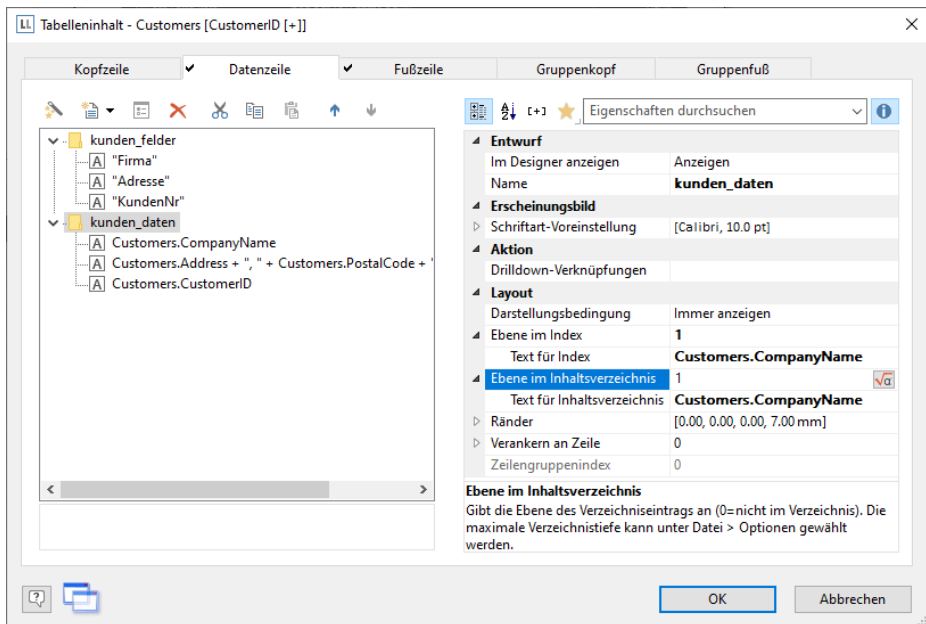 LL Tabelleninhalt - Customers [CustomerID [+]]
Kopfzeile Datenzeile Fußzeile Gruppenkopf Gruppenfuß
[+] Eigenschaften durchsuchen
kunden_felder
A "Firma"
A "Adresse"
A "KundenNr"
kunden_daten
A Customers.CompanyName
A Customers.Address + ", " + Customers.PostalCode + "
A Customers.CustomerID
Entwurf
Im Designer anzeigen Anzeigen
Name kunden_daten
Erscheinungsbild
Schriftart-Voreinstellung [Calibri, 10.0 pt]
Aktion
Drilldown-Verknüpfungen
Layout
Darstellungsbedingung Immer anzeigen
Ebene im Index 1
Text für Index Customers.CompanyName
Ebene im Inhaltsverzeichnis 1
Text für Inhaltsverzeichnis Customers.CompanyName
Ränder [0.00, 0.00, 0.00, 7.00 mm]
Verankern an Zeile 0
Zeilengruppenindex 0
Ebene im Inhaltsverzeichnis
Gibt die Ebene des Verzeichniseintrags an (0=nicht im Verzeichnis). Die
maximale Verzeichnistiefe kann unter Datei > Optionen gewählt
werden.
OK Abbrechen